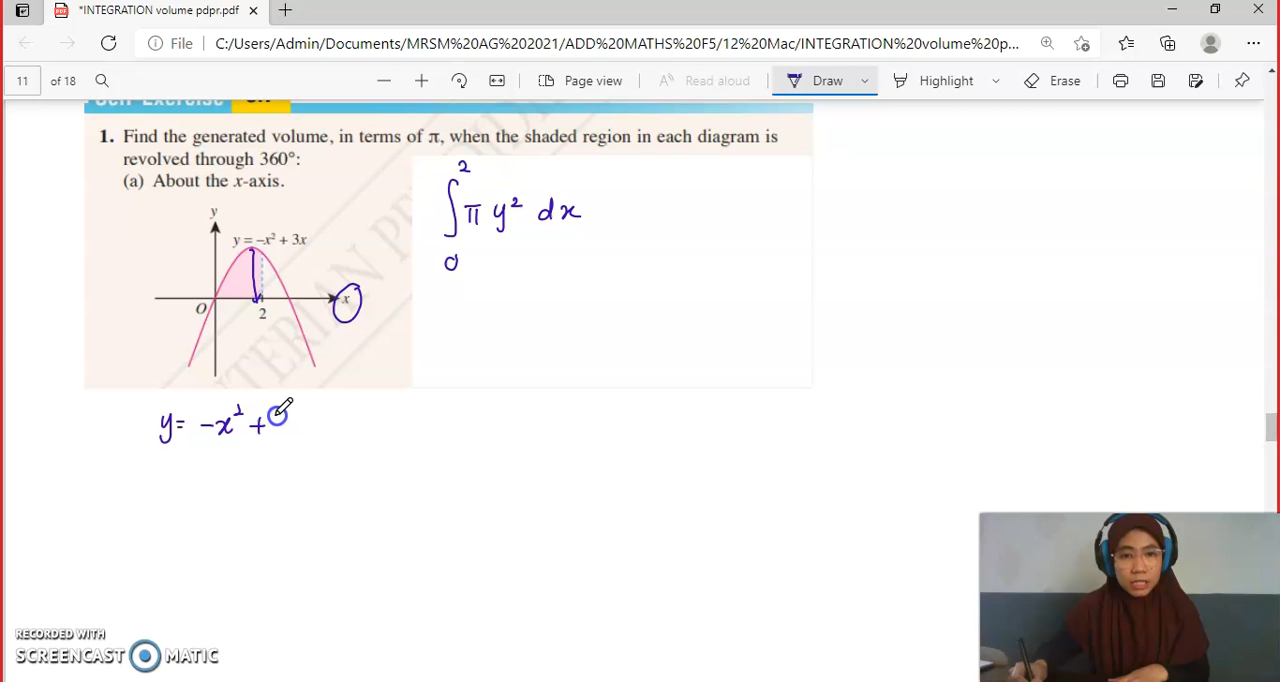 *INTEGRATION volume pdpr.pdf
File C:/Users/Admin/Documents/MRSM%20AG%202021/ADD%20MATHS%20F5/12%20Mac/INTEGRATION%20volume%20p...
11 of 18 Page view Read aloud Draw Highlight Erase
1. Find the generated volume, in terms of π, when the shaded region in each diagram is
revolved through 360°:
(a) About the x-axis.
y
y = –x² + 3x
O
2
x
2
∫ π y² dx
0
y = -x² +
RECORDED WITH
SCREENCAST MATIC